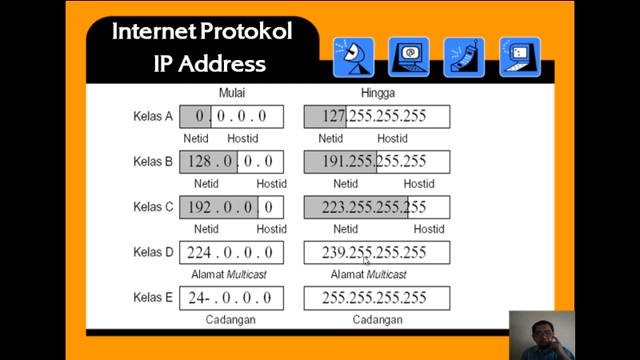 Internet Protokol
IP Address
Mulai Hingga
Kelas A 0 . 0 . 0 . 0 127.255.255.255
Netid Hostid Netid Hostid
Kelas B 128 . 0 . 0 . 0 191.255.255.255
Netid Hostid Netid Hostid
Kelas C 192 . 0 . 0 . 0 223.255.255.255
Netid Hostid Netid Hostid
Kelas D 224 . 0 . 0 . 0 239.255.255.255
Alamat Multicast Alamat Multicast
Kelas E 24- . 0 . 0 . 0 255.255.255.255
Cadangan Cadangan